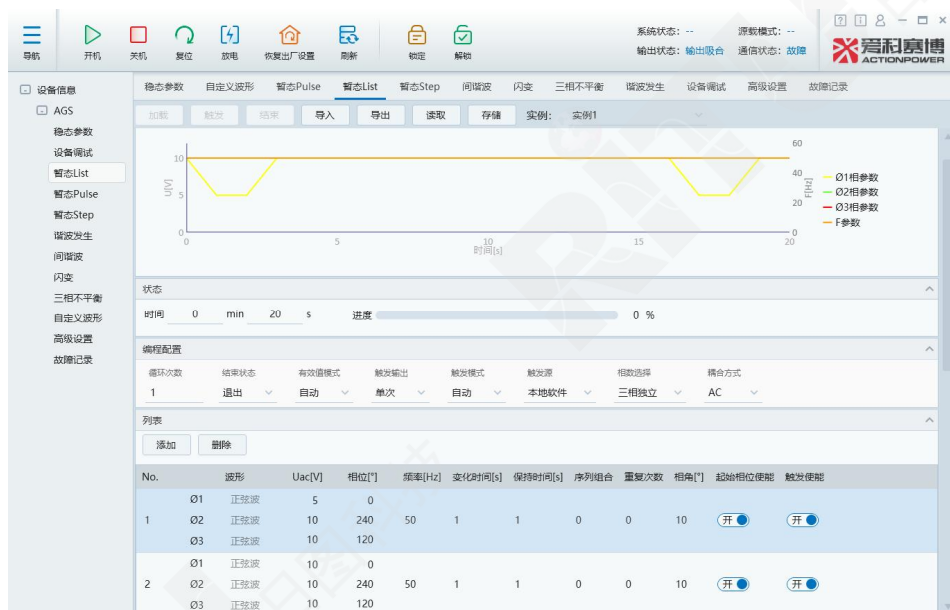 导航 开机 关机 复位 放电 恢复出厂设置 刷新 锁定 解锁
系统状态: -- 源载模式: --
输出状态: 输出吸合 通信状态: 故障
爱科赛博
ACTIONPOWER
设备信息
AGS
稳态参数
设备调试
暂态List
暂态Pulse
暂态Step
谐波发生
间谐波
闪变
三相不平衡
自定义波形
高级设置
故障记录
稳态参数 自定义波形 暂态Pulse 暂态List 暂态Step 间谐波 闪变 三相不平衡 谐波发生 设备调试 高级设置 故障记录
加载 触发 结束 导入 导出 读取 存储 实例: 实例1
U[V]
10
5
0
0 5 10 15 20
时间[s]
F[Hz]
60
40
20
0
Ø1相参数
Ø2相参数
Ø3相参数
F参数
状态
时间 0 min 20 s 进度 0 %
编程配置
循环次数 结束状态 有效值模式 触发输出 触发模式 触发源 相数选择 耦合方式
1 退出 自动 单次 自动 本地软件 三相独立 AC
列表
添加 删除
No. 波形 Uac[V] 相位[°] 频率[Hz] 变化时间[s] 保持时间[s] 序列组合 重复次数 相角[°] 起始相位使能 触发使能
Ø1 正弦波 5 0
1 Ø2 正弦波 10 240 50 1 1 0 0 10 开 开
Ø3 正弦波 10 120
Ø1 正弦波 10 0
2 Ø2 正弦波 10 240 50 1 1 0 0 10 开 开
Ø3 正弦波 10 120